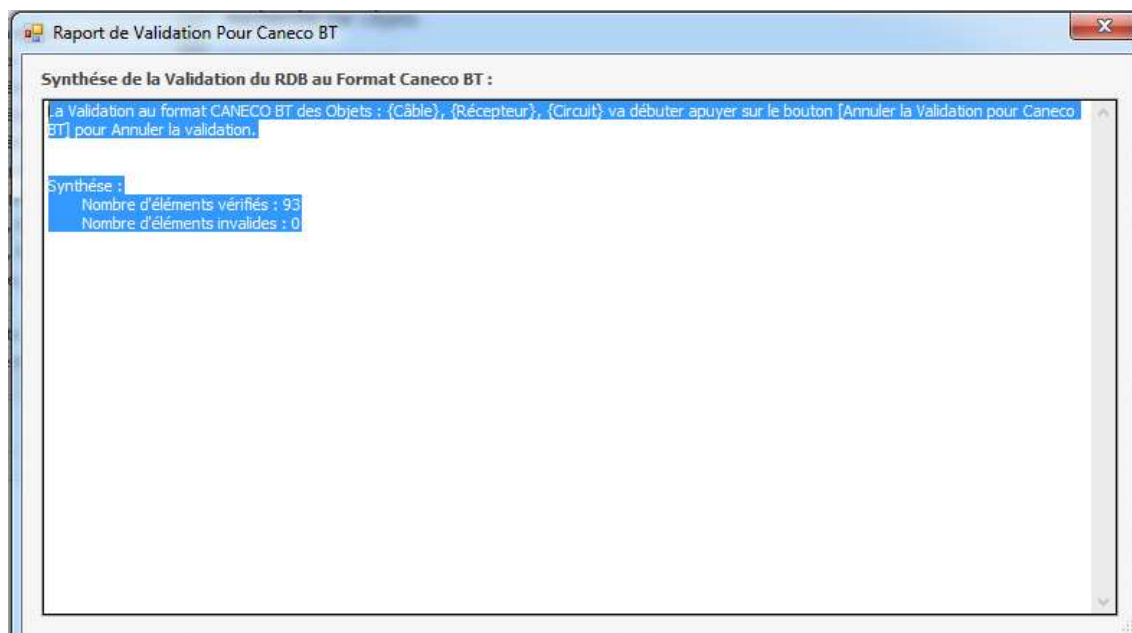 Raport de Validation Pour Caneco BT
Synthése de la Validation du RDB au Format Caneco BT :
La Validation au format CANECO BT des Objets : {Câble}, {Récepteur}, {Circuit} va débuter apuyer sur le bouton [Annuler la Validation pour Caneco
BT] pour Annuler la validation.
Synthése :
Nombre d'éléments vérifiés : 93
Nombre d'éléments invalides : 0